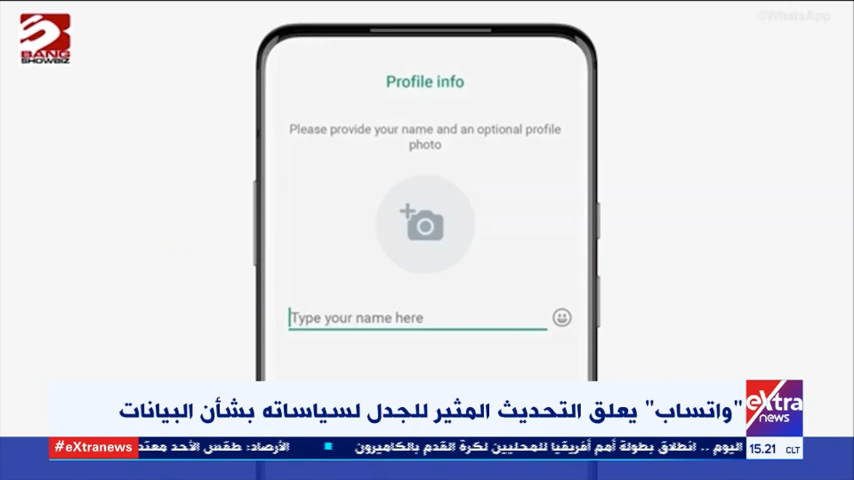 BANG
SHOWBIZ
@WhatsApp
Profile info
Please provide your name and an optional profile
photo
Type your name here
"واتساب" يعلق التحديث المثير للجدل لسياساته بشأن البيانات
eXtra
news
#eXtranews
اليوم .. انطلاق بطولة أمم أفريقيا للمحليين لكرة القدم بالكاميرون
الأرصاد: طقس الأحد
15.21 CLT